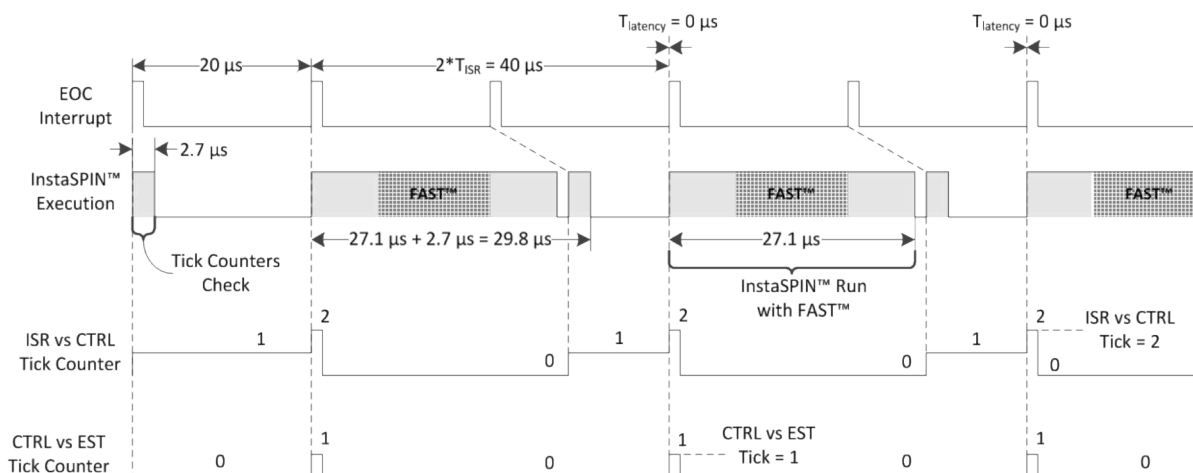 T_latency = 0 µs
T_latency = 0 µs
20 µs
2*T_ISR = 40 µs
EOC
Interrupt
2.7 µs
InstaSPIN™
Execution
FAST™
FAST™
FAST™
27.1 µs + 2.7 µs = 29.8 µs
27.1 µs
Tick Counters
Check
InstaSPIN™ Run
with FAST™
ISR vs CTRL
Tick Counter
1
2
0
1
2
0
1
2
0
ISR vs CTRL
Tick = 2
CTRL vs EST
Tick Counter
0
1
0
1
CTRL vs EST
Tick = 1
0
1
0